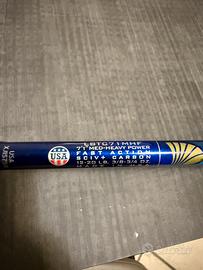 LBTC71MHF
7'1" MED-HEAVY POWER
FAST ACTION
SCIV+ CARBON
12-20 LB. 3/8-3/4 OZ.
USA